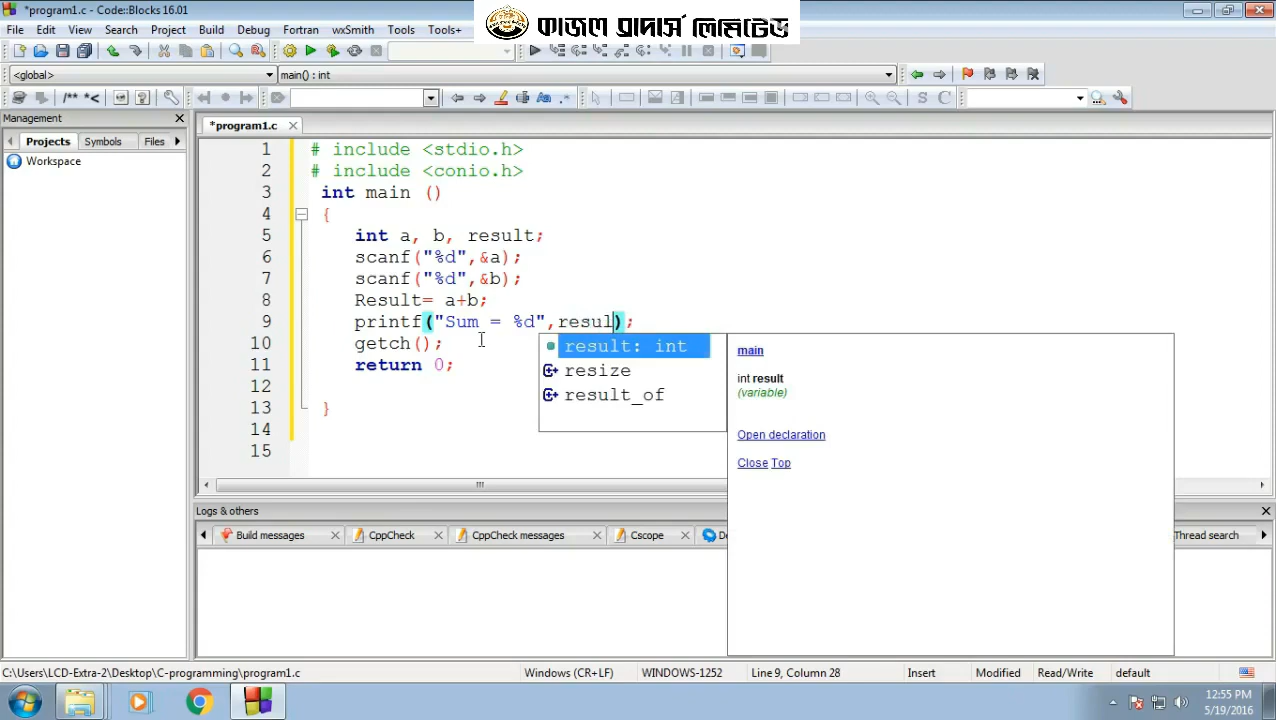 *program1.c - Code::Blocks 16.01
কাজল ব্রাদার্স লিমিটেড
File Edit View Search Project Build Debug Fortran wxSmith Tools Tools+
<global> main() : int
/** *<
S C
Management
Projects Symbols Files
Workspace
*program1.c
1 # include <stdio.h>
2 # include <conio.h>
3 int main ()
4 {
5 int a, b, result;
6 scanf("%d",&a);
7 scanf("%d",&b);
8 Result= a+b;
9 printf("Sum = %d",resul);
10 getch();
11 return 0;
12
13 }
14
15
result: int
resize
result_of
main
int result
(variable)
Open declaration
Close Top
Logs & others
Build messages CppCheck CppCheck messages Cscope Thread search
C:\Users\LCD-Extra-2\Desktop\C-programming\program1.c Windows (CR+LF) WINDOWS-1252 Line 9, Column 28 Insert Modified Read/Write default
12:55 PM
5/19/2016